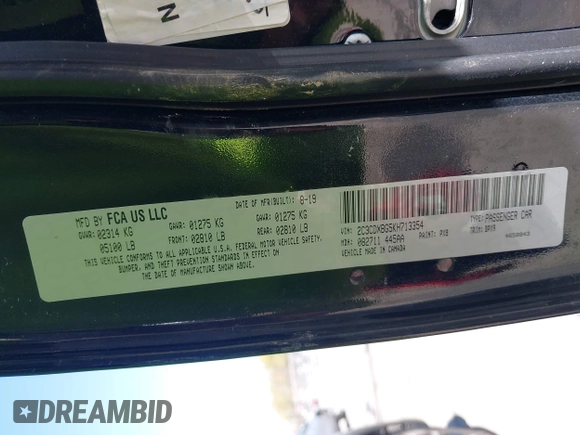 N
MFD BY FCA US LLC
DATE OF MFR(BUILT): 8-19
GVWR: 02314 KG
05100 LB
GAWR: 01275 KG
FRONT: 02810 LB
GAWR: 01275 KG
REAR: 02810 LB
THIS VEHICLE CONFORMS TO ALL APPLICABLE U.S.A. FEDERAL MOTOR VEHICLE SAFETY,
BUMPER, AND THEFT PREVENTION STANDARDS IN EFFECT ON
THE DATE OF MANUFACTURE SHOWN ABOVE.
VIN: 2C3CDXBG5KH713354
TYPE: PASSENGER CAR
MDH: 082711 445AA
PAINT: PX8
TRIM: DPX9
VEHICLE MADE IN CANADA
DREAMBID